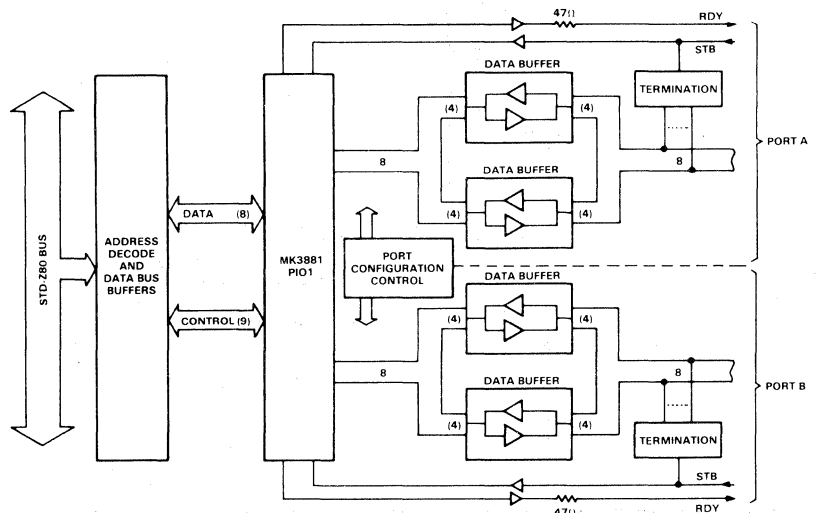 47Ω
RDY
STB
DATA BUFFER
TERMINATION
(4)
(4)
8
8
PORT A
DATA BUFFER
(4)
(4)
STD-Z80 BUS
ADDRESS
DECODE
AND
DATA BUS
BUFFERS
DATA (8)
CONTROL (9)
MK3881
PIO1
PORT
CONFIGURATION
CONTROL
DATA BUFFER
(4)
(4)
8
8
PORT B
DATA BUFFER
(4)
(4)
TERMINATION
STB
47Ω
RDY